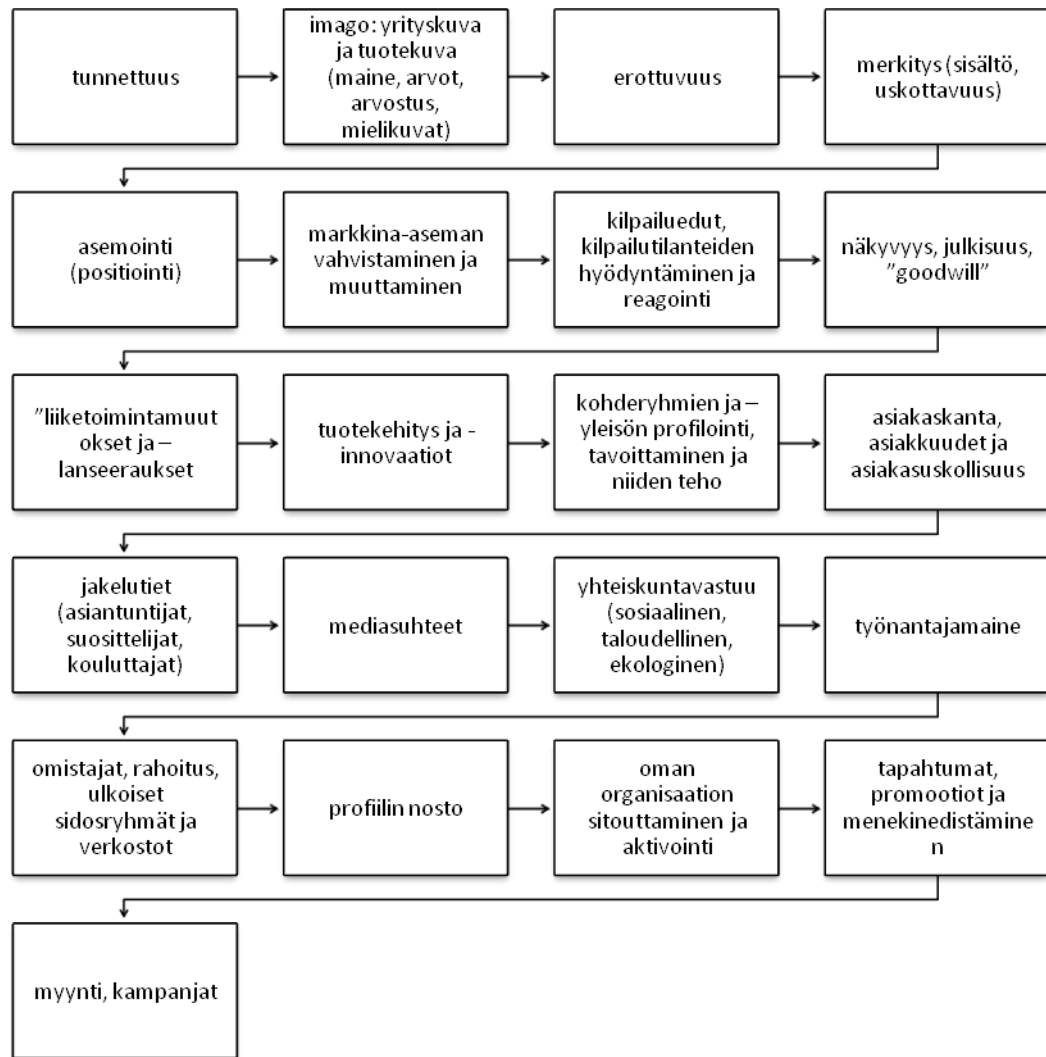 tunnettuus
imago: yrityskuva
ja tuotekuva
(maine, arvot,
arvostus,
mielikuvat)
erottuvuus
merkitys (sisältö,
uskottavuus)
asemointi
(positiointi)
markkina-aseman
vahvistaminen ja
muuttaminen
kilpailuedut,
kilpailutilanteiden
hyödyntäminen ja
reagointi
näkyvyys, julkisuus,
”goodwill”
”liiketoimintamuut
okset ja –
lanseeraukset
tuotekehitys ja -
innovaatiot
kohderyhmien ja –
yleisön profilointi,
tavoittaminen ja
niiden teho
asiakaskanta,
asiakkuudet ja
asiakasuskollisuus
jakelutiet
(asiantuntijat,
suosittelijat,
kouluttajat)
mediasuhteet
yhteiskuntavastuu
(sosiaalinen,
taloudellinen,
ekologinen)
työnantajamaine
omistajat, rahoitus,
ulkoiset
sidosryhmät ja
verkostot
profiilin nosto
oman
organisaation
sitouttaminen ja
aktivointi
tapahtumat,
promootiot ja
menekinedistämine
n
myynti, kampanjat